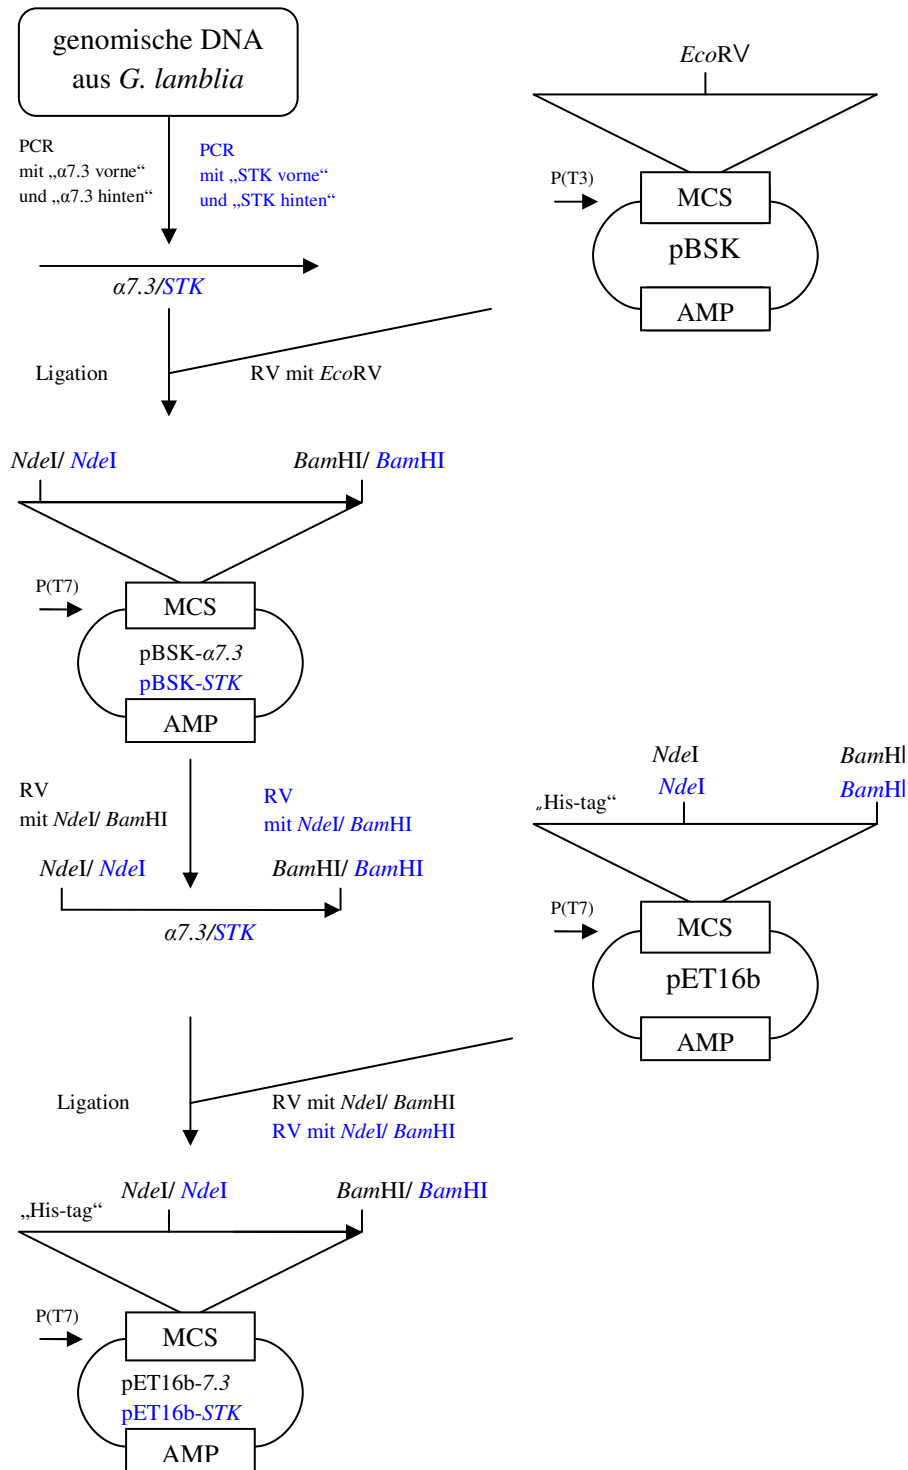 genomische DNA
aus G. lamblia
EcoRV
PCR
mit „α7.3 vorne“
und „α7.3 hinten“
PCR
mit „STK vorne“
und „STK hinten“
P(T3)
MCS
pBSK
AMP
α7.3/STK
Ligation
RV mit EcoRV
NdeI/ NdeI
BamHI/ BamHI
P(T7)
MCS
pBSK-α7.3
pBSK-STK
AMP
RV
mit NdeI/ BamHI
RV
mit NdeI/ BamHI
NdeI/ NdeI
BamHI/ BamHI
α7.3/STK
NdeI
NdeI
BamHI
BamHI
„His-tag“
P(T7)
MCS
pET16b
AMP
Ligation
RV mit NdeI/ BamHI
RV mit NdeI/ BamHI
NdeI/ NdeI
BamHI/ BamHI
„His-tag“
P(T7)
MCS
pET16b-7.3
pET16b-STK
AMP